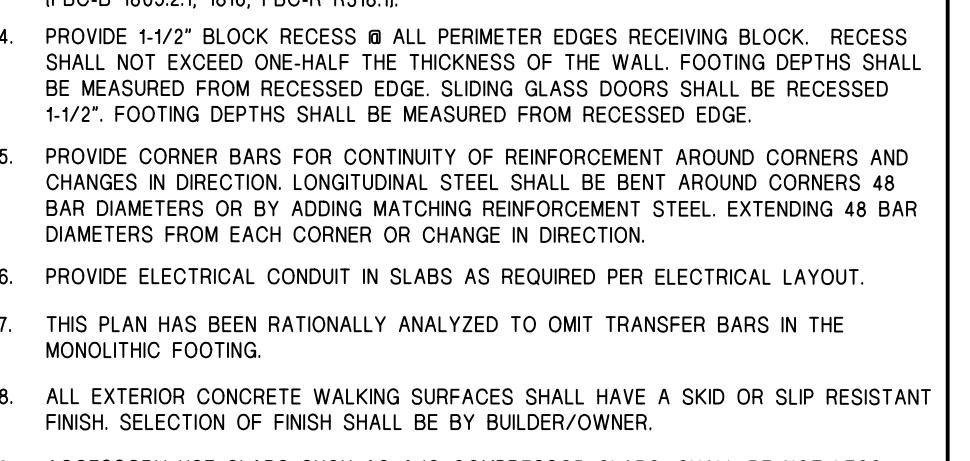 4. PROVIDE 1-1/2" BLOCK RECESS @ ALL PERIMETER EDGES RECEIVING BLOCK. RECESS
SHALL NOT EXCEED ONE-HALF THE THICKNESS OF THE WALL. FOOTING DEPTHS SHALL
BE MEASURED FROM RECESSED EDGE. SLIDING GLASS DOORS SHALL BE RECESSED
1-1/2". FOOTING DEPTHS SHALL BE MEASURED FROM RECESSED EDGE.
5. PROVIDE CORNER BARS FOR CONTINUITY OF REINFORCEMENT AROUND CORNERS AND
CHANGES IN DIRECTION. LONGITUDINAL STEEL SHALL BE BENT AROUND CORNERS 48
BAR DIAMETERS OR BY ADDING MATCHING REINFORCEMENT STEEL. EXTENDING 48 BAR
DIAMETERS FROM EACH CORNER OR CHANGE IN DIRECTION.
6. PROVIDE ELECTRICAL CONDUIT IN SLABS AS REQUIRED PER ELECTRICAL LAYOUT.
7. THIS PLAN HAS BEEN RATIONALLY ANALYZED TO OMIT TRANSFER BARS IN THE
MONOLITHIC FOOTING.
8. ALL EXTERIOR CONCRETE WALKING SURFACES SHALL HAVE A SKID OR SLIP RESISTANT
FINISH. SELECTION OF FINISH SHALL BE BY BUILDER/OWNER.